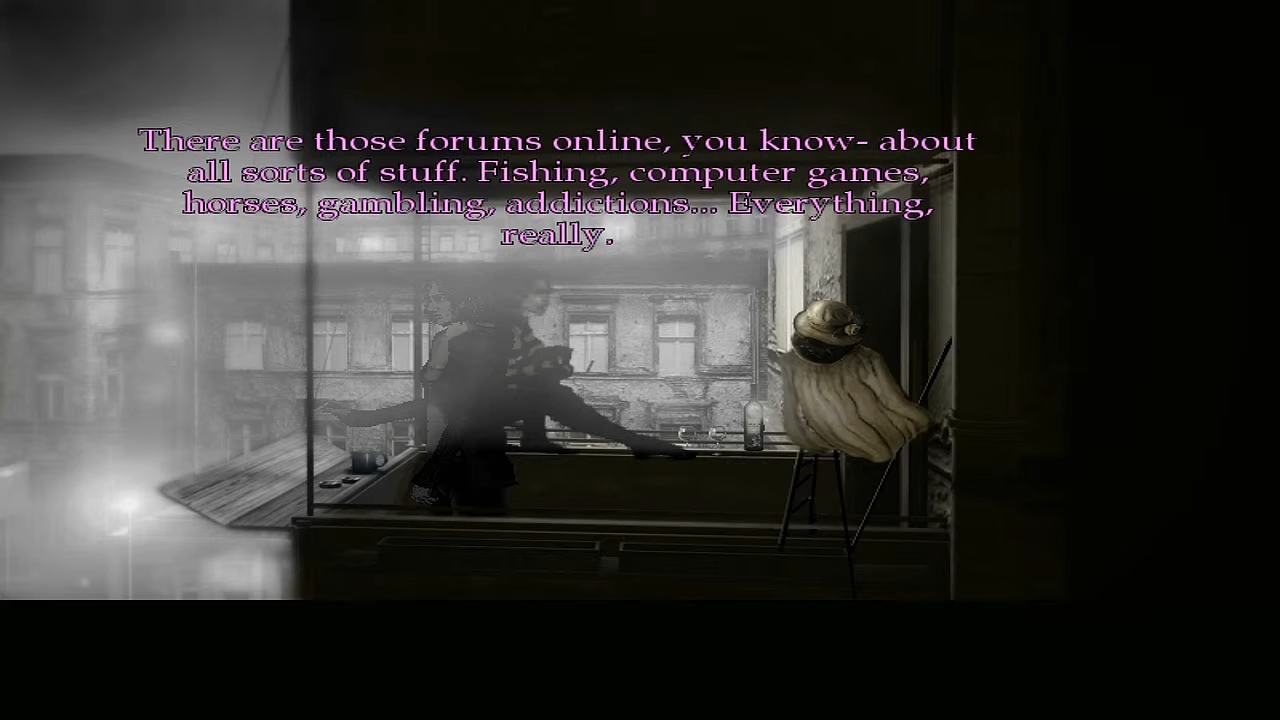 There are those forums online, you know- about
all sorts of stuff. Fishing, computer games,
horses, gambling, addictions... Everything,
really.